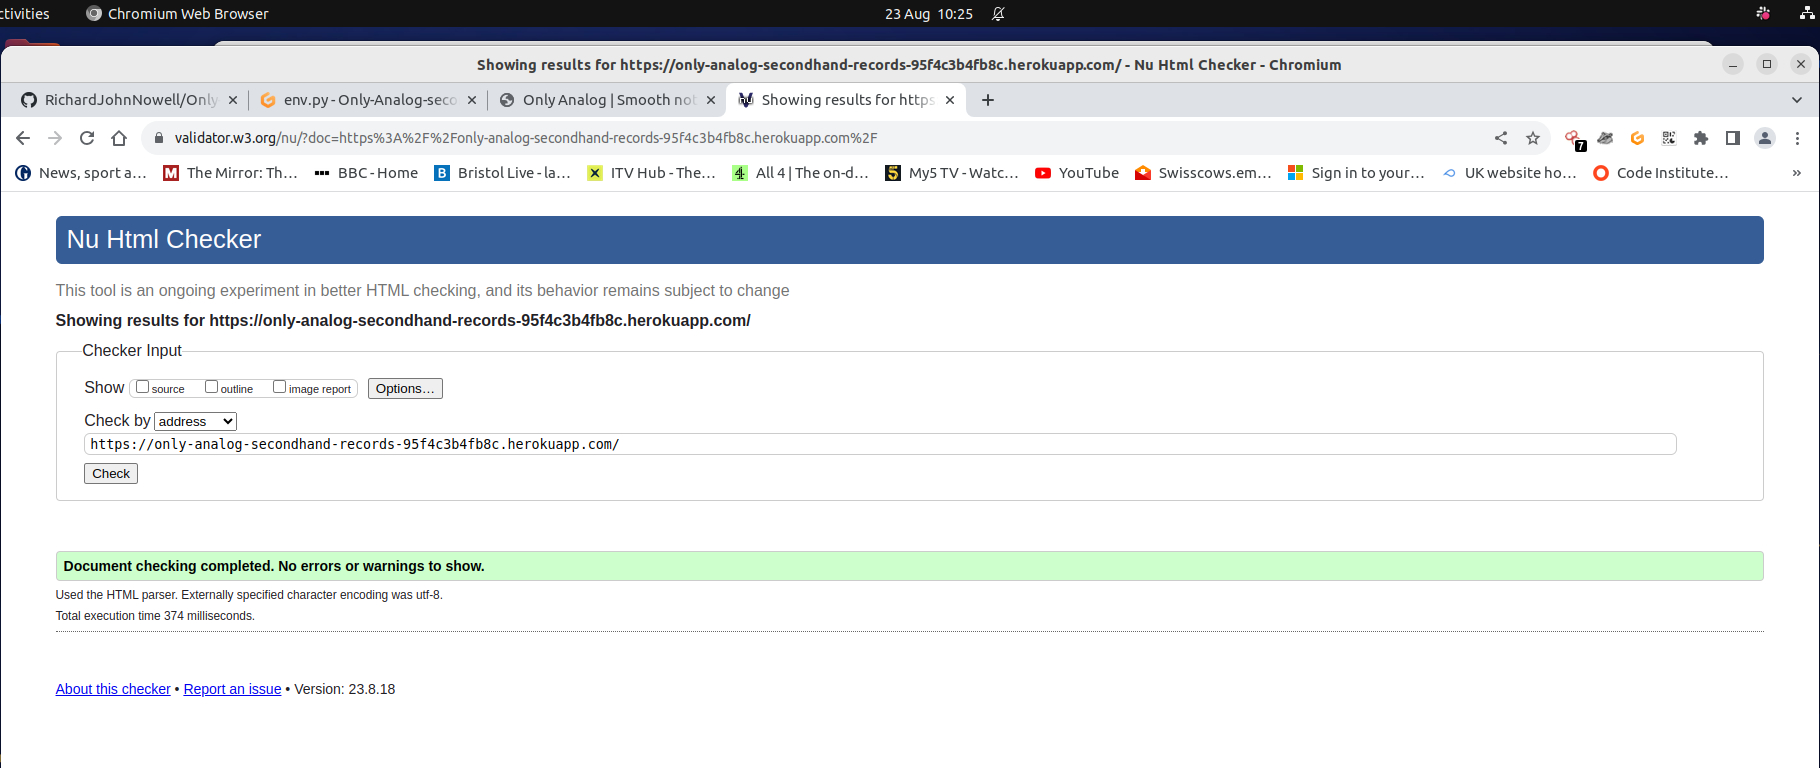 ctivities Chromium Web Browser 23 Aug 10:25
Showing results for https://only-analog-secondhand-records-95f4c3b4fb8c.herokuapp.com/ - Nu Html Checker - Chromium
RichardJohnNowell/Only env.py - Only-Analog-seco Only Analog | Smooth not Showing results for https
validator.w3.org/nu/?doc=https%3A%2F%2Fonly-analog-secondhand-records-95f4c3b4fb8c.herokuapp.com%2F 7
News, sport a... M The Mirror: Th... BBC - Home B Bristol Live - la... X ITV Hub - The... 4 All 4 | The on-d... 5 My5 TV - Watc... YouTube Swisscows.em... Sign in to your... UK website ho... Code Institute... »
Nu Html Checker
This tool is an ongoing experiment in better HTML checking, and its behavior remains subject to change
Showing results for https://only-analog-secondhand-records-95f4c3b4fb8c.herokuapp.com/
Checker Input
Show source outline image report Options...
Check by address
https://only-analog-secondhand-records-95f4c3b4fb8c.herokuapp.com/
Check
Document checking completed. No errors or warnings to show.
Used the HTML parser. Externally specified character encoding was utf-8.
Total execution time 374 milliseconds.
About this checker • Report an issue • Version: 23.8.18